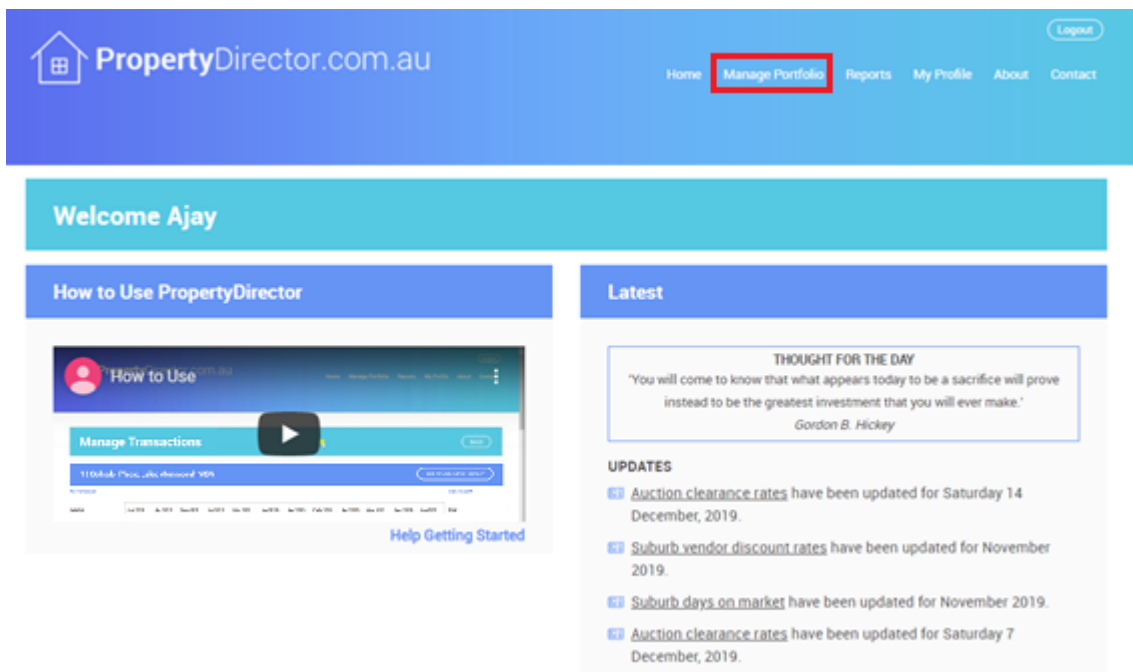 Logout
PropertyDirector.com.au
Home Manage Portfolio Reports My Profile About Contact
Welcome Ajay
How to Use PropertyDirector
How to Use
Manage Transactions
Help Getting Started
Latest
THOUGHT FOR THE DAY
'You will come to know that what appears today to be a sacrifice will prove
instead to be the greatest investment that you will ever make.'
Gordon B. Hickey
UPDATES
Auction clearance rates have been updated for Saturday 14
December, 2019.
Suburb vendor discount rates have been updated for November
2019.
Suburb days on market have been updated for November 2019.
Auction clearance rates have been updated for Saturday 7
December, 2019.